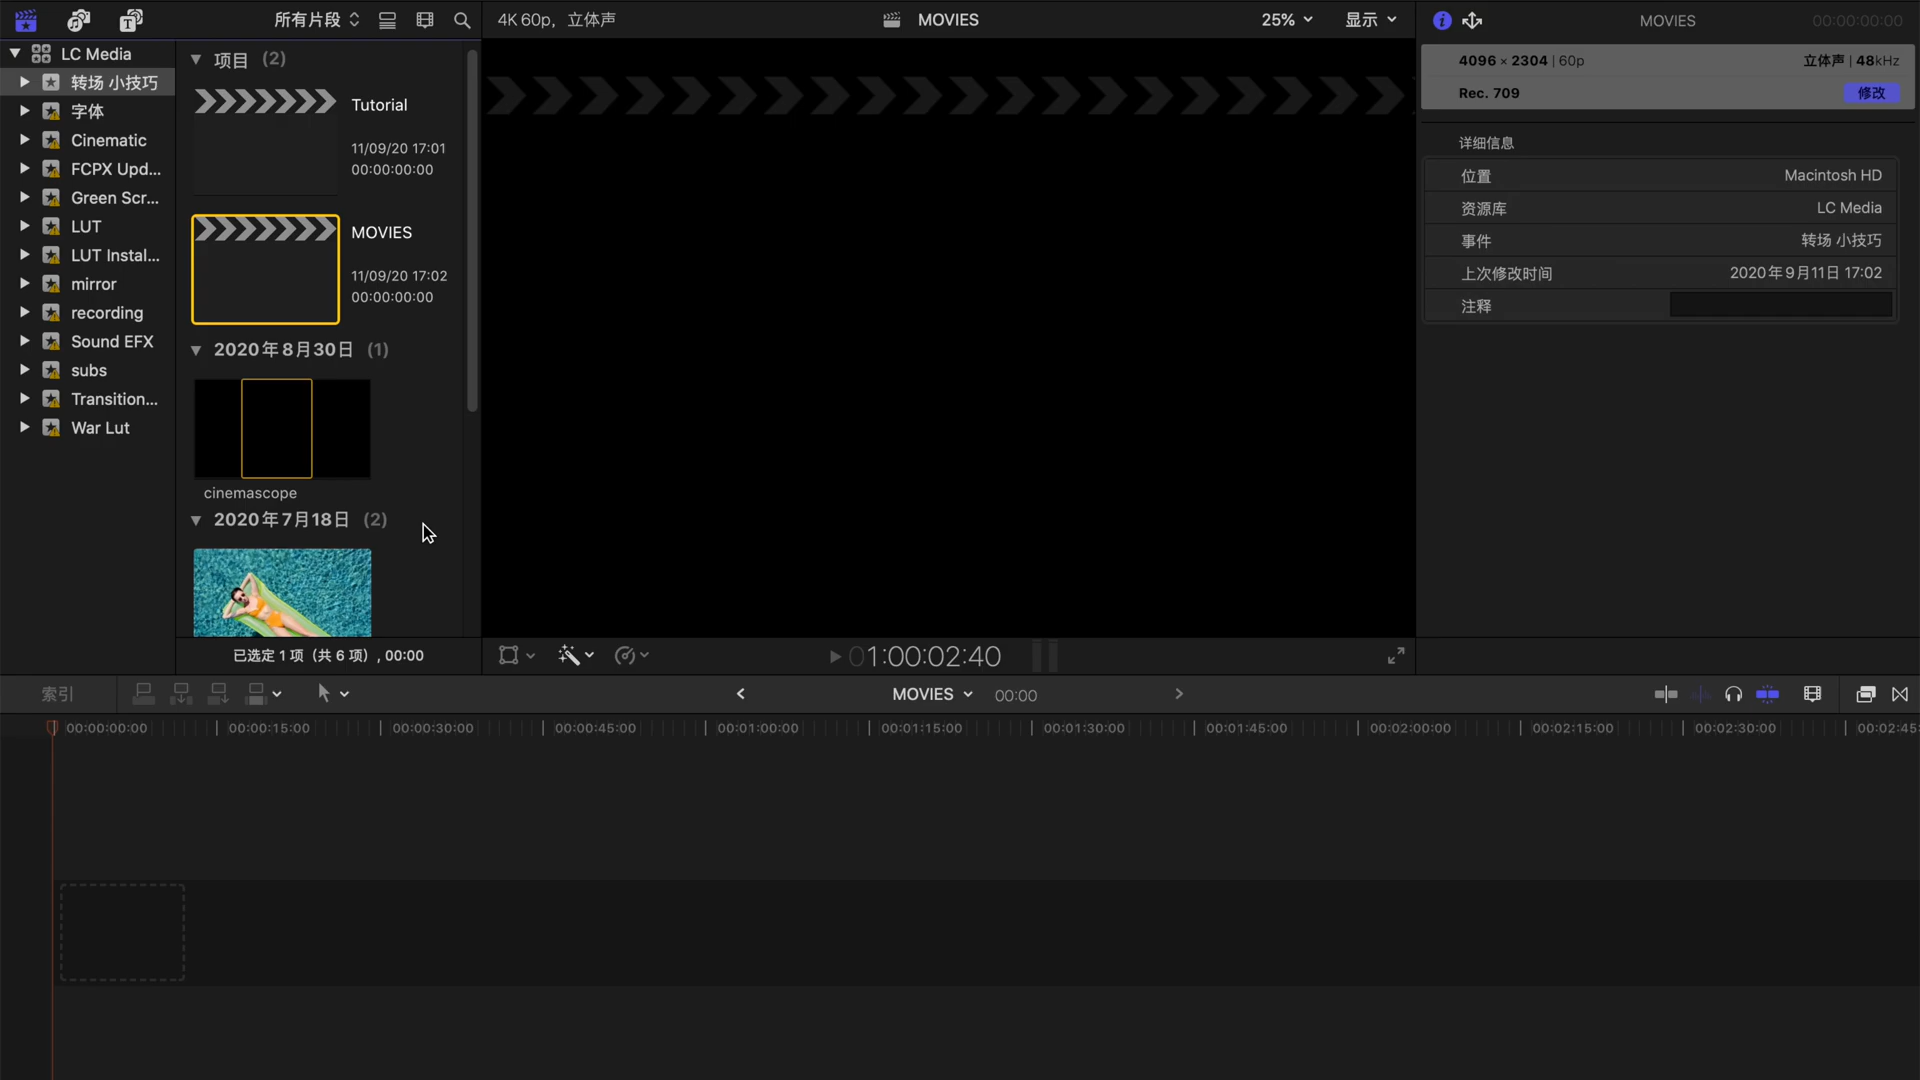 所有片段
4K 60p, 立体声
MOVIES
25%
显示
MOVIES
00:00:00:00
LC Media
转场 小技巧
字体
Cinematic
FCPX Upd...
Green Scr...
LUT
LUT Instal...
mirror
recording
Sound EFX
subs
Transition...
War Lut
项目 (2)
Tutorial
11/09/20 17:01
00:00:00:00
MOVIES
11/09/20 17:02
00:00:00:00
2020年8月30日 (1)
cinemascope
2020年7月18日 (2)
已选定 1 项 (共 6 项) , 00:00
4096 × 2304 | 60p
立体声 | 48kHz
Rec. 709
修改
详细信息
位置
Macintosh HD
资源库
LC Media
事件
转场 小技巧
上次修改时间
2020年9月11日 17:02
注释
01:00:02:40
索引
MOVIES
00:00
00:00:00:00
00:00:15:00
00:00:30:00
00:00:45:00
00:01:00:00
00:01:15:00
00:01:30:00
00:01:45:00
00:02:00:00
00:02:15:00
00:02:30:00
00:02:45: